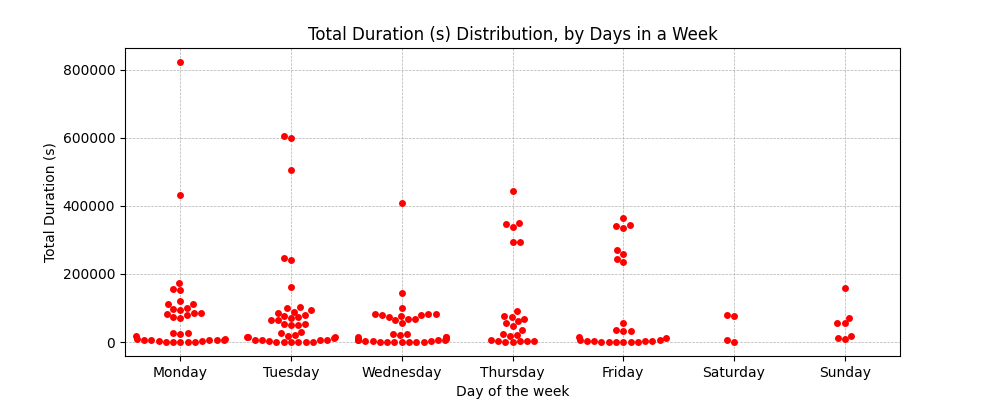 Total Duration (s) Distribution, by Days in a Week
Total Duration (s)
800000
600000
400000
200000
0
Monday Tuesday Wednesday Thursday Friday Saturday Sunday
Day of the week